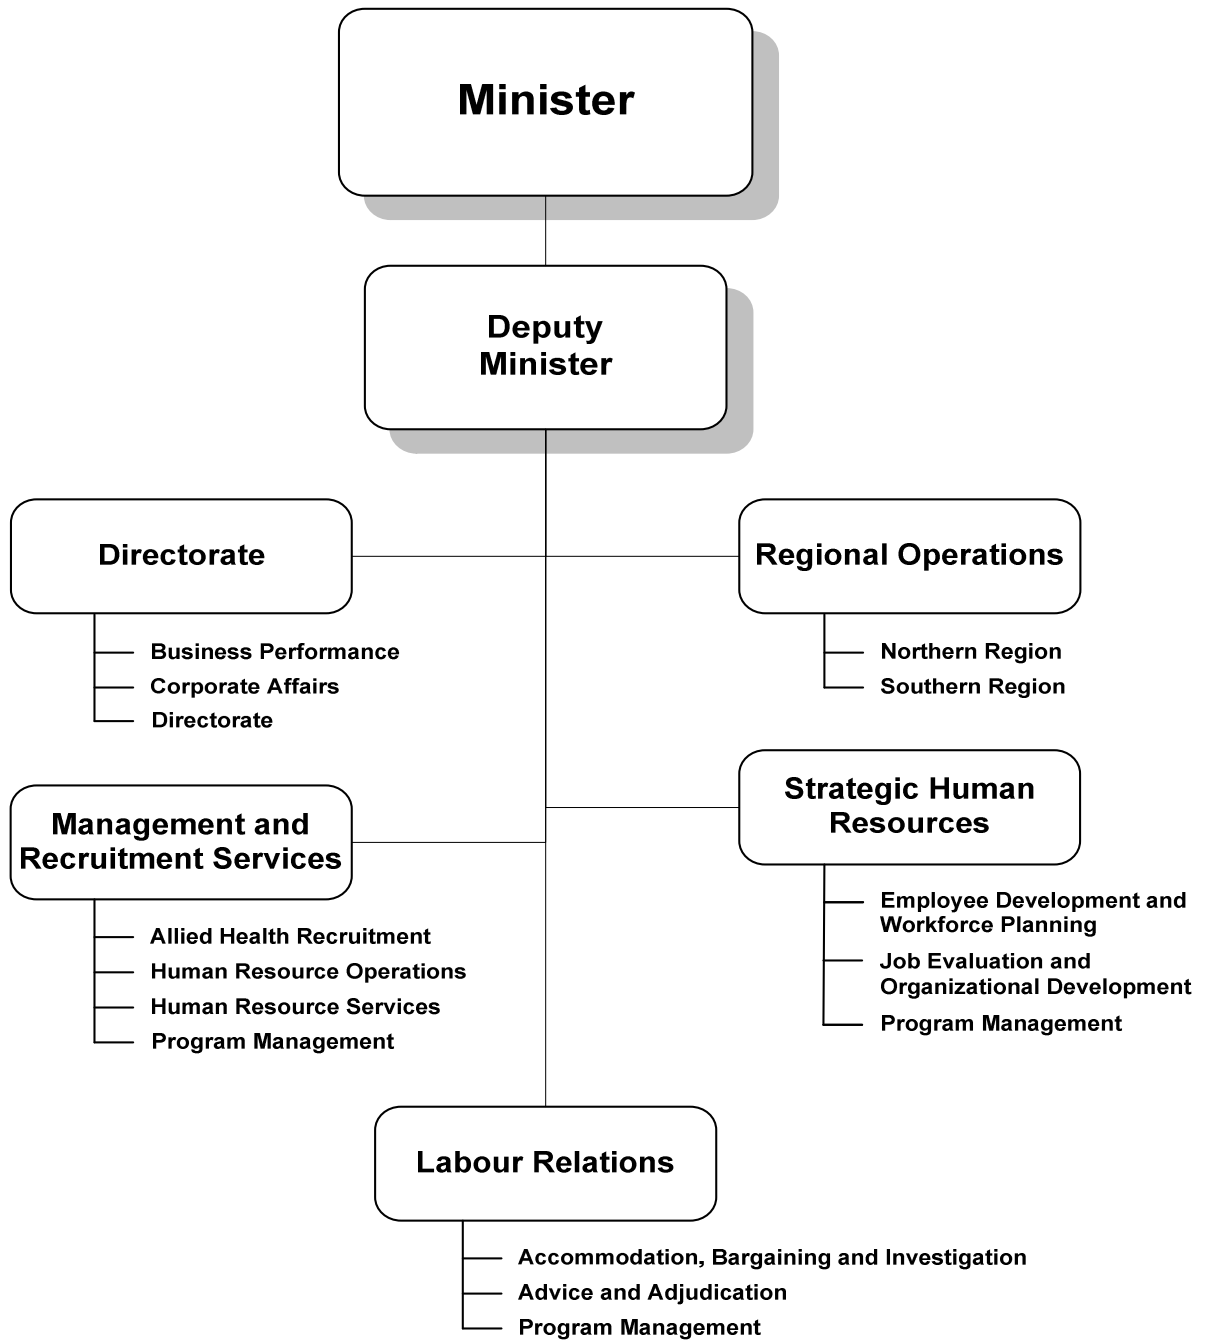 Minister
Deputy
Minister
Directorate
Business Performance
Corporate Affairs
Directorate
Regional Operations
Northern Region
Southern Region
Management and
Recruitment Services
Allied Health Recruitment
Human Resource Operations
Human Resource Services
Program Management
Strategic Human
Resources
Employee Development and
Workforce Planning
Job Evaluation and
Organizational Development
Program Management
Labour Relations
Accommodation, Bargaining and Investigation
Advice and Adjudication
Program Management